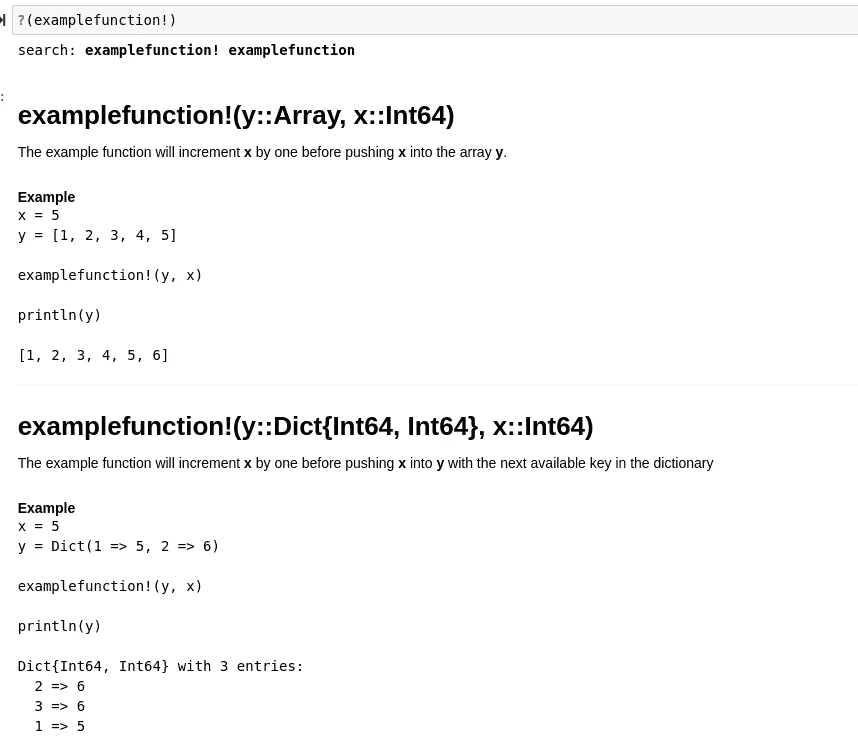 ?(examplefunction!)
search: examplefunction! examplefunction
:
examplefunction!(y::Array, x::Int64)
The example function will increment x by one before pushing x into the array y.
Example
x = 5
y = [1, 2, 3, 4, 5]
examplefunction!(y, x)
println(y)
[1, 2, 3, 4, 5, 6]
examplefunction!(y::Dict{Int64, Int64}, x::Int64)
The example function will increment x by one before pushing x into y with the next available key in the dictionary
Example
x = 5
y = Dict(1 => 5, 2 => 6)
examplefunction!(y, x)
println(y)
Dict{Int64, Int64} with 3 entries:
  2 => 6
  3 => 6
  1 => 5